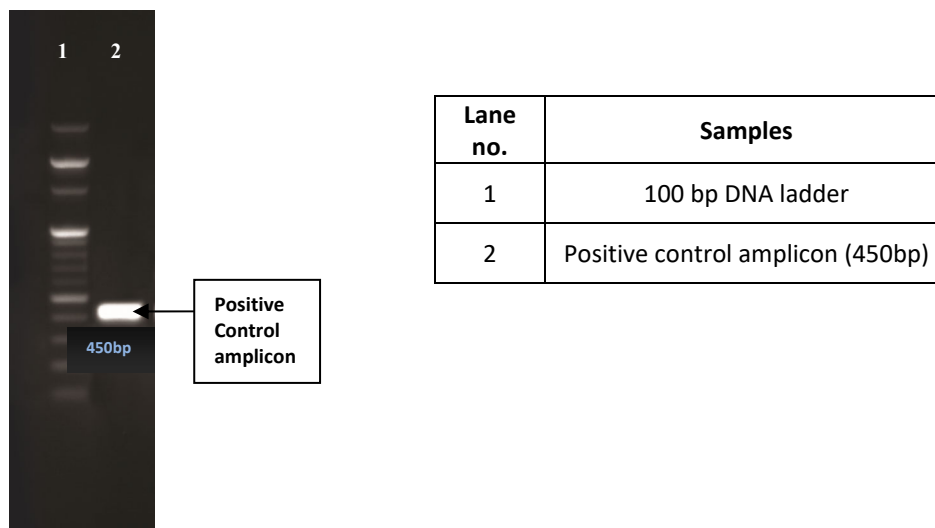 1 2
450bp
Positive
Control
amplicon
Lane
no.
Samples
1 100 bp DNA ladder
2 Positive control amplicon (450bp)